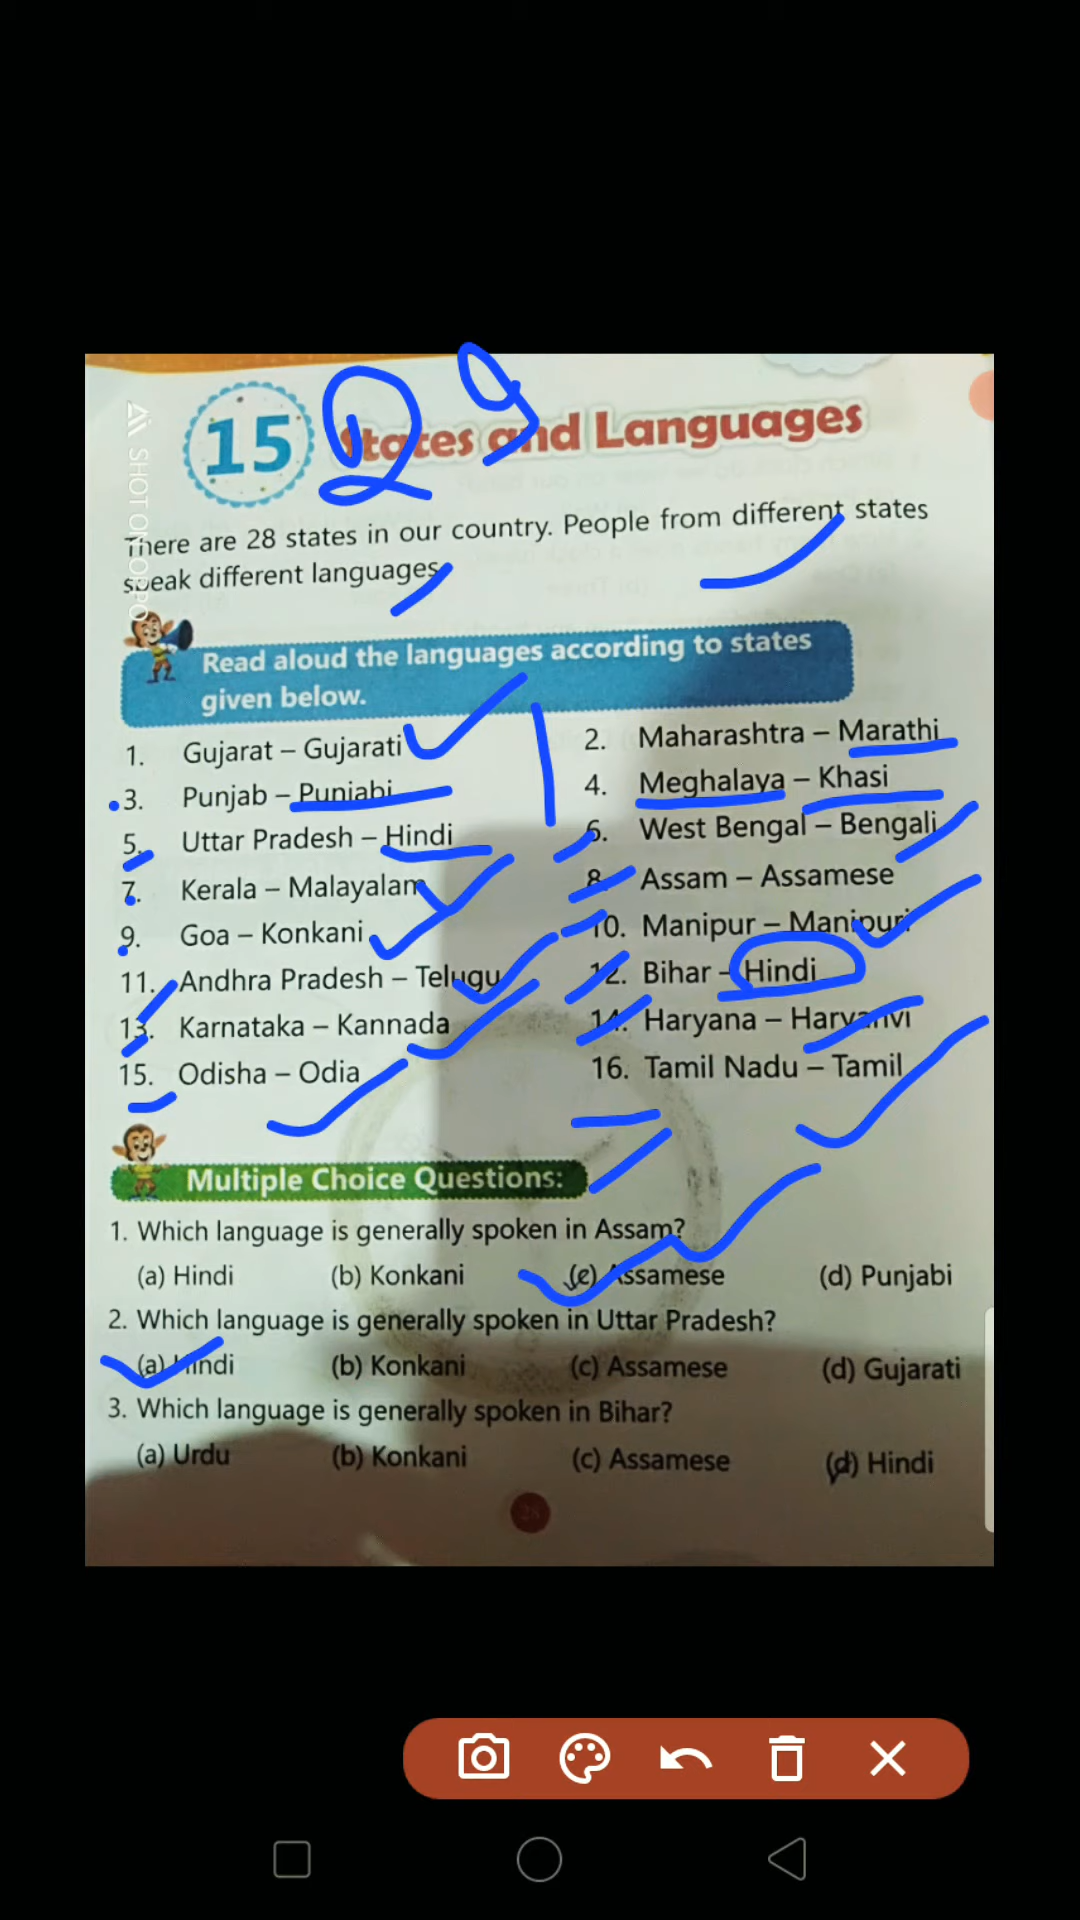 15 States and Languages
There are 28 states in our country. People from different states
speak different languages.
Read aloud the languages according to states
given below.
1. Gujarat – Gujarati
2. Maharashtra – Marathi
3. Punjab – Punjabi
4. Meghalaya – Khasi
5. Uttar Pradesh – Hindi
6. West Bengal – Bengali
7. Kerala – Malayalam
8. Assam – Assamese
9. Goa – Konkani
10. Manipur – Manipuri
11. Andhra Pradesh – Telugu
12. Bihar – Hindi
13. Karnataka – Kannada
14. Haryana – Haryanvi
15. Odisha – Odia
16. Tamil Nadu – Tamil
Multiple Choice Questions:
1. Which language is generally spoken in Assam?
(a) Hindi (b) Konkani (c) Assamese (d) Punjabi
2. Which language is generally spoken in Uttar Pradesh?
(a) Hindi (b) Konkani (c) Assamese (d) Gujarati
3. Which language is generally spoken in Bihar?
(a) Urdu (b) Konkani (c) Assamese (d) Hindi
28
SHOT ON OPPO